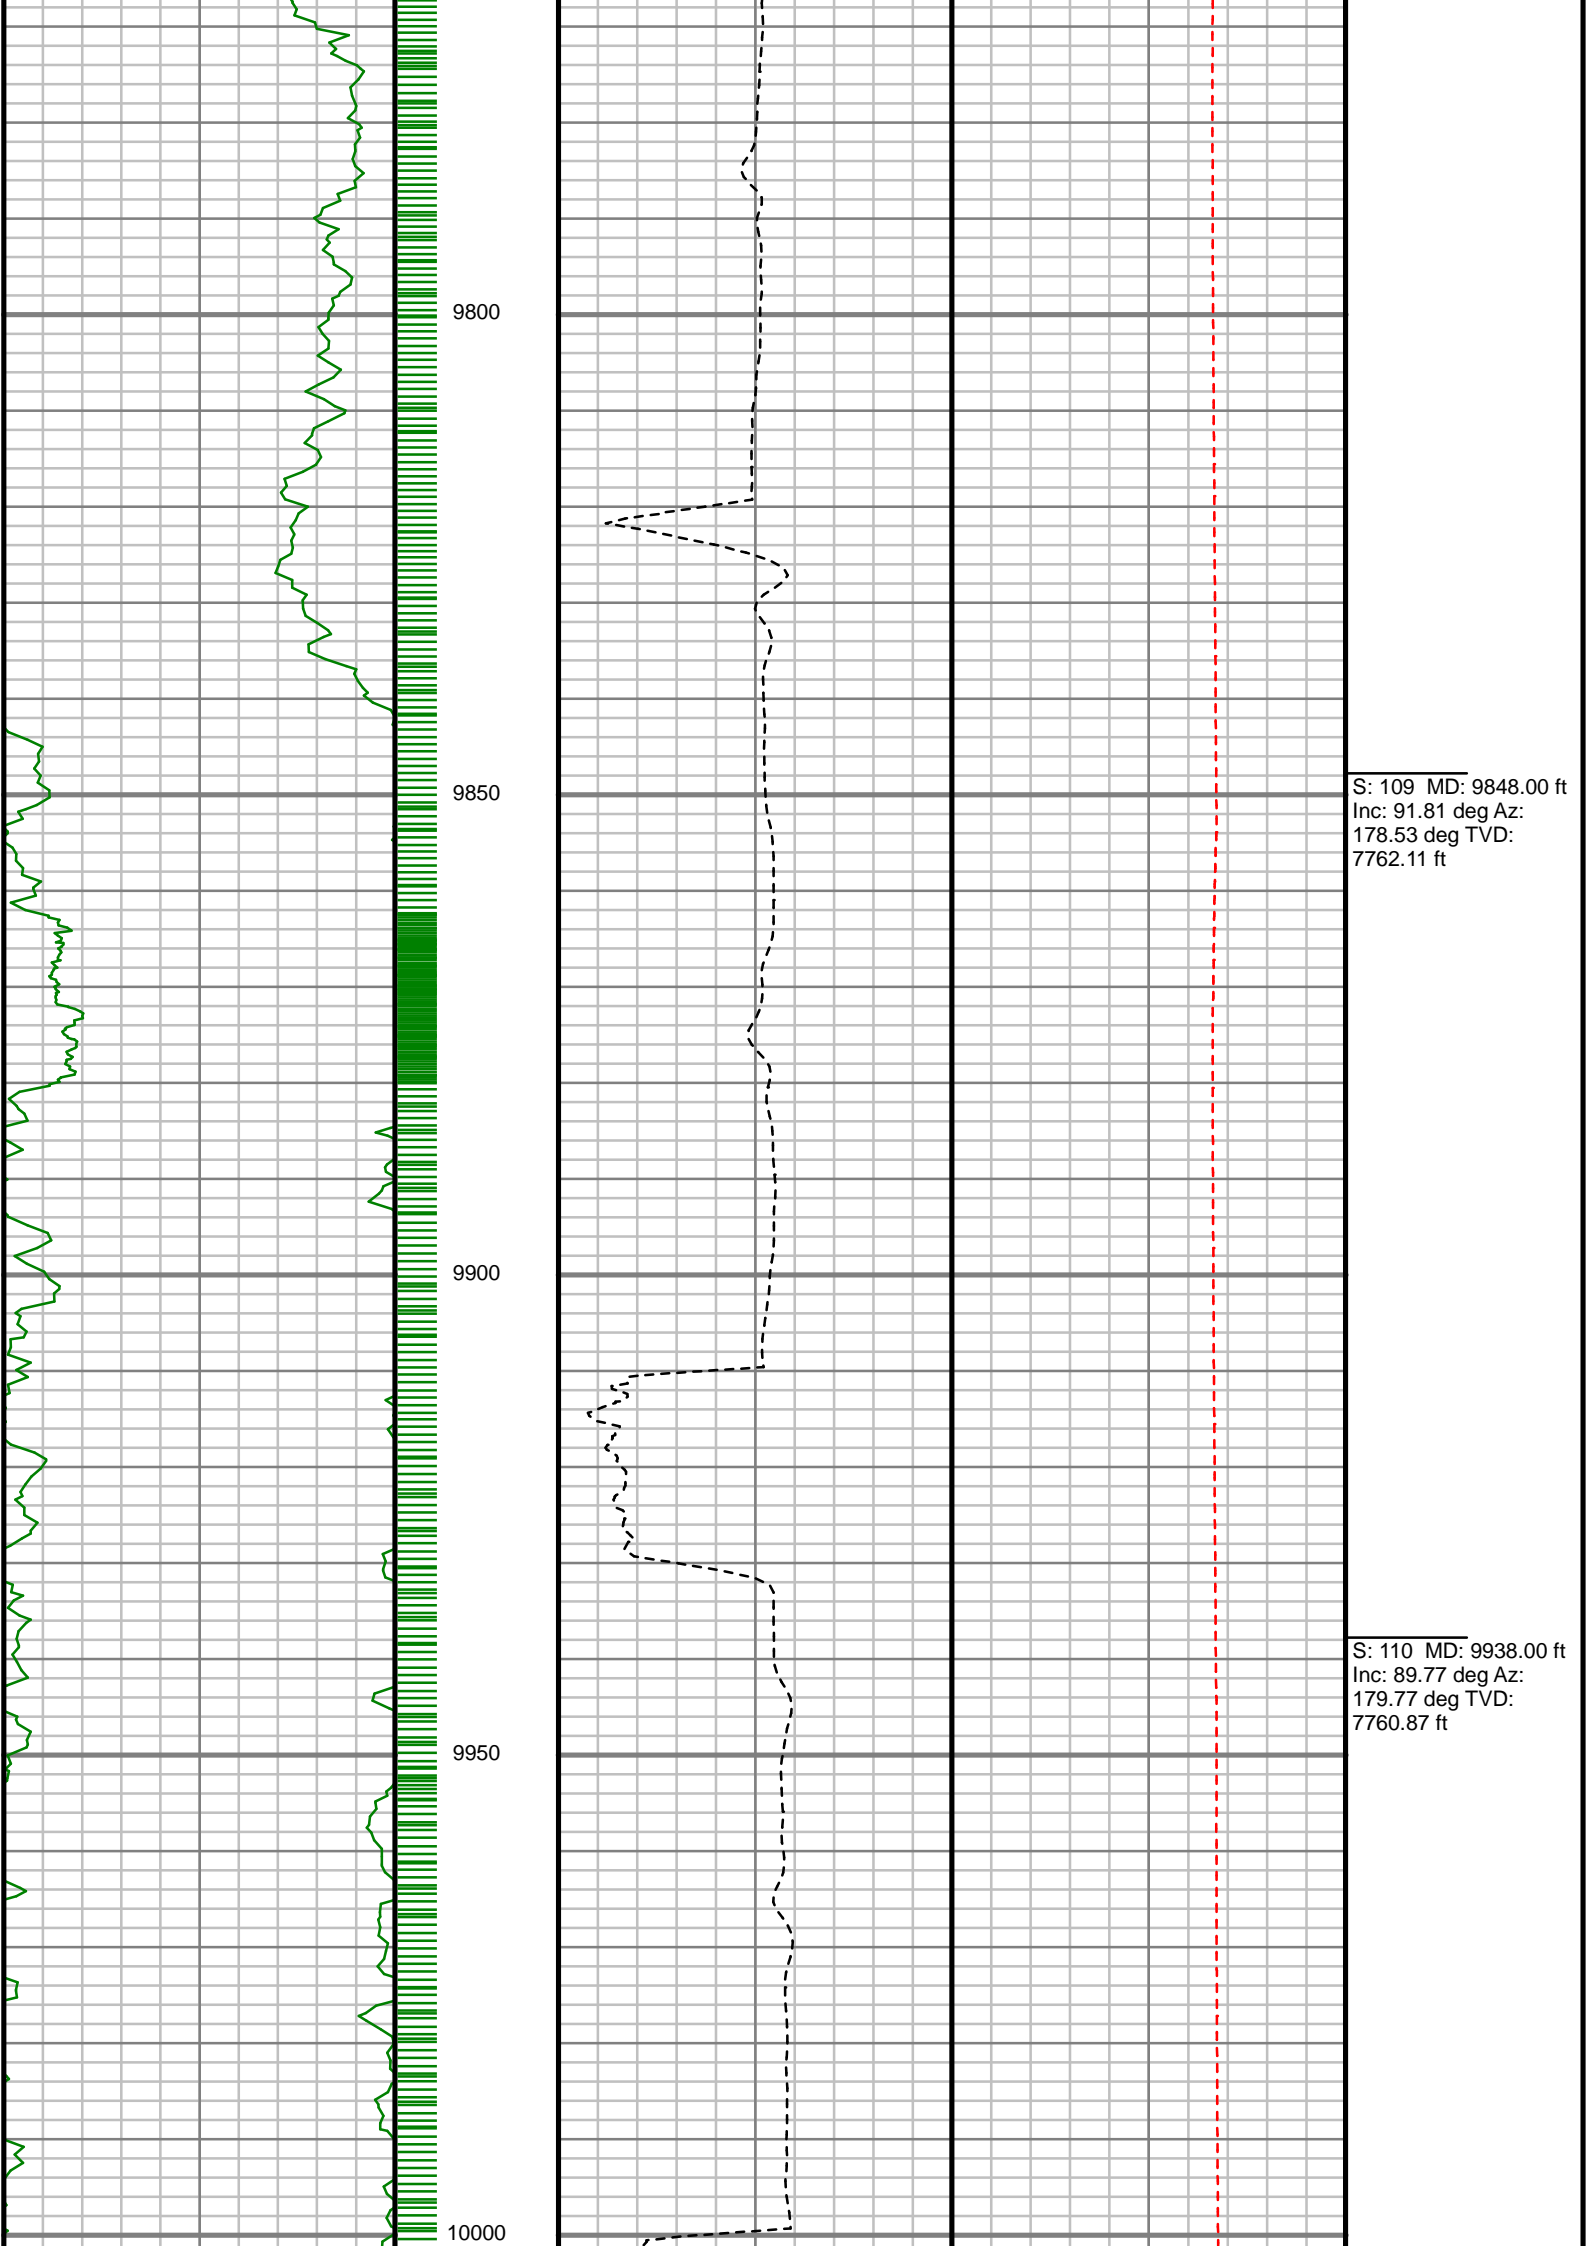 9800
S: 109 MD: 9848.00 ft
Inc: 91.81 deg Az:
178.53 deg TVD:
7762.11 ft
9850
9900
S: 110 MD: 9938.00 ft
Inc: 89.77 deg Az:
179.77 deg TVD:
7760.87 ft
9950
10000